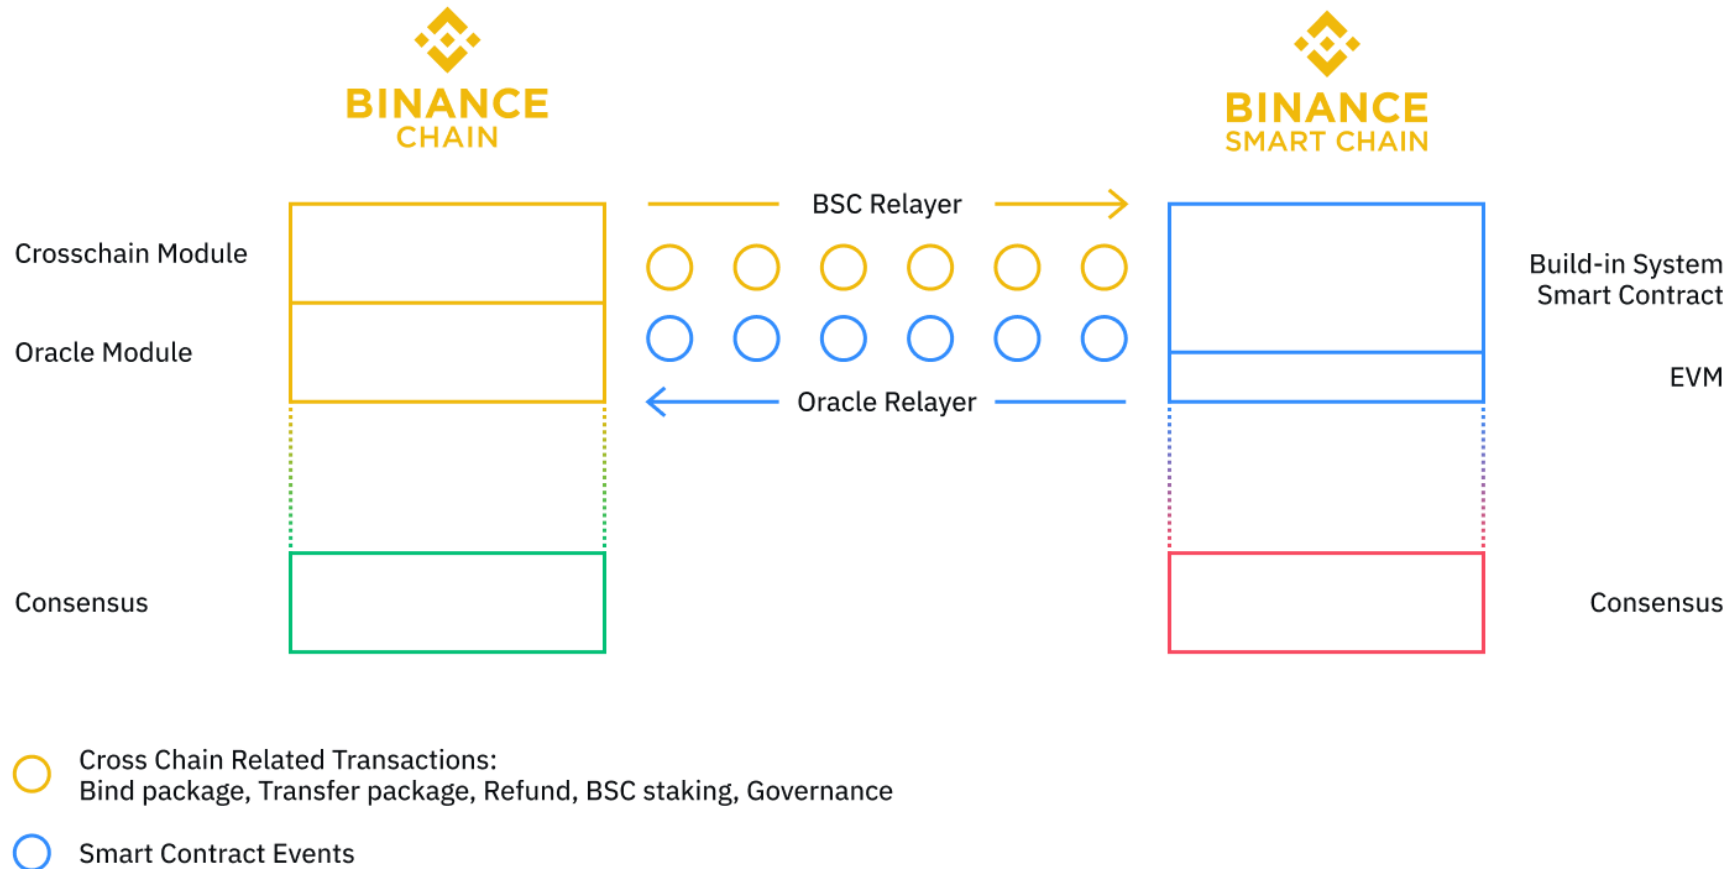 BINANCE
CHAIN
BINANCE
SMART CHAIN
BSC Relayer
Crosschain Module
Build-in System
Smart Contract
Oracle Module
EVM
Oracle Relayer
Consensus
Consensus
Cross Chain Related Transactions:
Bind package, Transfer package, Refund, BSC staking, Governance
Smart Contract Events